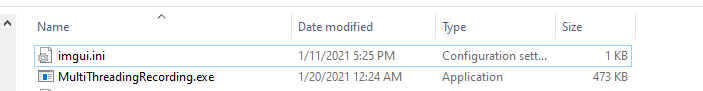 Name Date modified Type Size
imgui.ini 1/11/2021 5:25 PM Configuration sett... 1 KB
MultiThreadingRecording.exe 1/20/2021 12:24 AM Application 473 KB